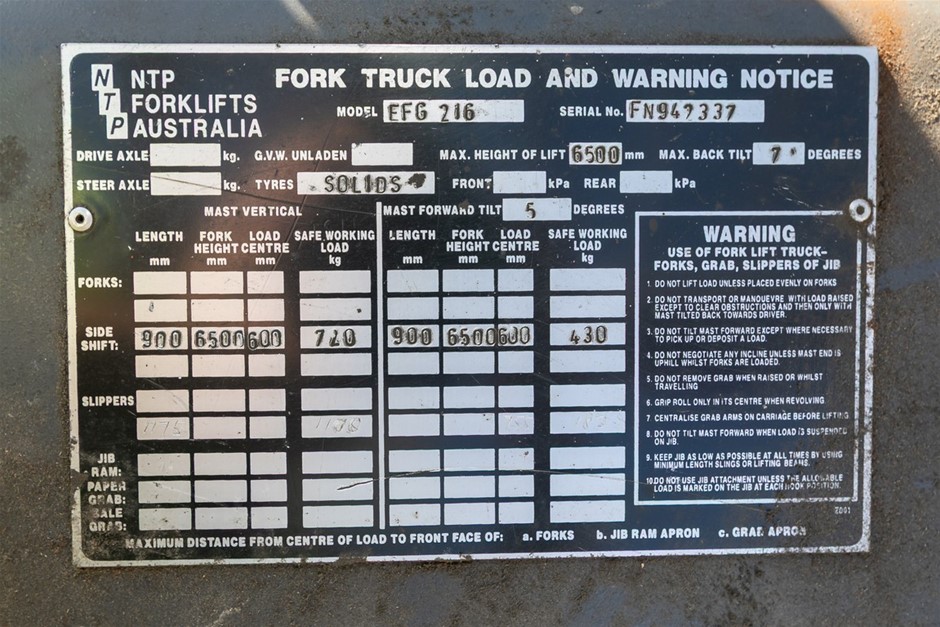 NTP NTP FORK TRUCK LOAD AND WARNING NOTICE
FORKLIFTS
AUSTRALIA
MODEL EFG 216 SERIAL No. FN947337
DRIVE AXLE kg. G.V.W. UNLADEN MAX. HEIGHT OF LIFT 6500 mm MAX. BACK TILT 7 DEGREES
STEER AXLE kg. TYRES SOLIDS FRONT kPa REAR kPa
MAST VERTICAL MAST FORWARD TILT 5 DEGREES
LENGTH FORK HEIGHT LOAD CENTRE SAFE WORKING LOAD LENGTH FORK HEIGHT LOAD CENTRE SAFE WORKING LOAD
mm mm mm kg mm mm mm kg
FORKS:
SIDE SHIFT: 900 6500 600 900 6500 600 430
SLIPPERS
JIB
RAM:
PAPER
GRAB:
BALE
GRAB:
WARNING
USE OF FORK LIFT TRUCK-
FORKS, GRAB, SLIPPERS OF JIB
1 DO NOT LIFT LOAD UNLESS PLACED EVENLY ON FORKS
2. DO NOT TRANSPORT OR MANOUEVRE WITH LOAD RAISED
EXCEPT TO CLEAR OBSTRUCTIONS AND THEN ONLY WITH
MAST TILTED BACK TOWARDS DRIVER.
3. DO NOT TILT MAST FORWARD EXCEPT WHERE NECESSARY
TO PICK UP OR DEPOSIT A LOAD.
4. DO NOT NEGOTIATE ANY INCLINE UNLESS MAST END IS
UPHILL WHILST FORKS ARE LOADED.
5. DO NOT REMOVE GRAB WHEN RAISED OR WHILST
TRAVELLING
6. GRIP ROLL ONLY IN ITS CENTRE WHEN REVOLVING
7 CENTRALISE GRAB ARMS ON CARRIAGE BEFORE LIFTING
8. DO NOT TILT MAST FORWARD WHEN LOAD IS SUSPENDED
ON JIB.
9. KEEP JIB AS LOW AS POSSIBLE AT ALL TIMES BY USING
MINIMUM LENGTH SLINGS OR LIFTING BEAMS.
10. DO NOT USE JIB ATTACHMENT UNLESS THE ALLOWABLE
LOAD IS MARKED ON THE JIB AT EACH HOOK POSITION.
MAXIMUM DISTANCE FROM CENTRE OF LOAD TO FRONT FACE OF: a. FORKS b. JIB RAM APRON c. GRAB APRON